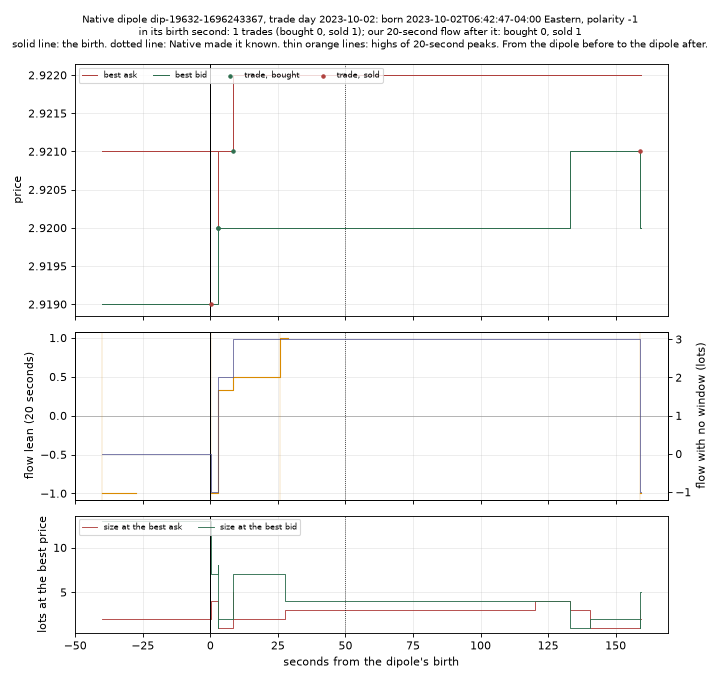 Native dipole dip-19632-1696243367, trade day 2023-10-02: born 2023-10-02T06:42:47-04:00 Eastern, polarity -1
in its birth second: 1 trades (bought 0, sold 1); our 20-second flow after it: bought 0, sold 1
solid line: the birth. dotted line: Native made it known. thin orange lines: highs of 20-second peaks. From the dipole before to the dipole after.
best ask best bid trade, bought trade, sold
2.9220
2.9215
2.9210
2.9205
2.9200
2.9195
2.9190
price
1.0
0.5
0.0
−0.5
−1.0
flow lean (20 seconds)
3
2
1
0
−1
flow with no window (lots)
size at the best ask size at the best bid
10
5
lots at the best price
−50 −25 0 25 50 75 100 125 150
seconds from the dipole's birth